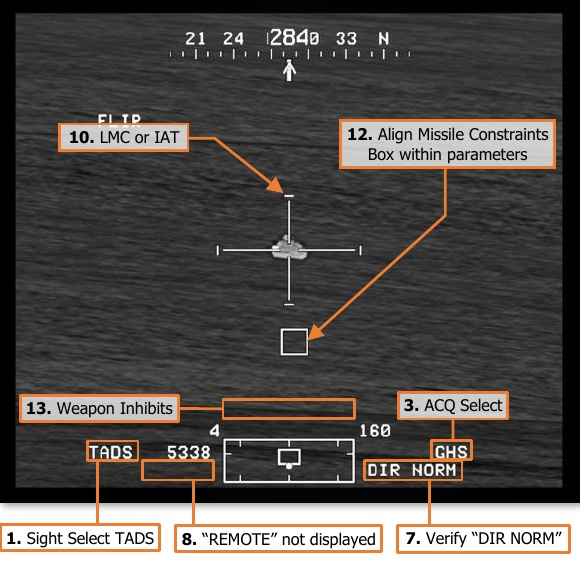 21 24 284 0 33 N
FLIR
10. LMC or IAT
12. Align Missile Constraints
Box within parameters
13. Weapon Inhibits
3. ACQ Select
4 160
TADS 5338 GHS
DIR NORM
1. Sight Select TADS
8. “REMOTE” not displayed
7. Verify “DIR NORM”